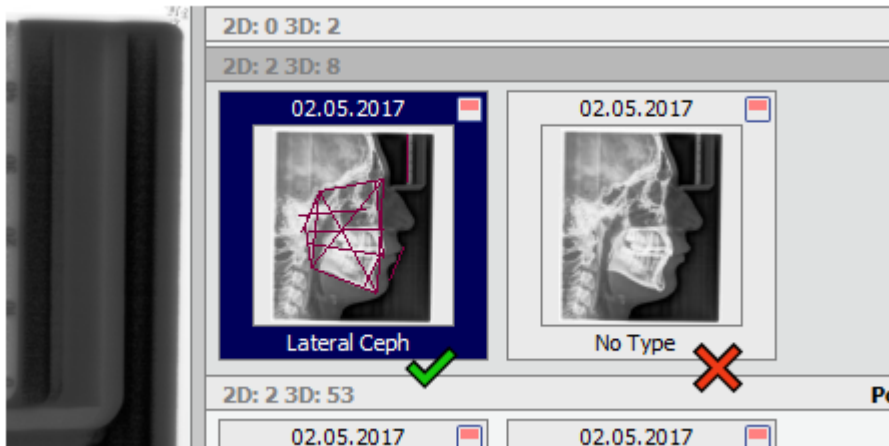 2D: 0 3D: 2
2D: 2 3D: 8
02.05.2017
02.05.2017
Lateral Ceph
No Type
2D: 2 3D: 53
02.05.2017
02.05.2017